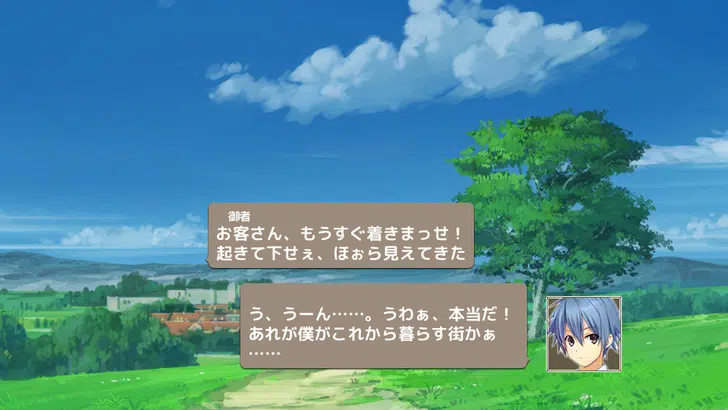 御者
お客さん、もうすぐ着きまっせ！
起きて下せぇ、ほぉら見えてきた
う、うーん……。うわぁ、本当だ！
あれが僕がこれから暮らす街かぁ
……